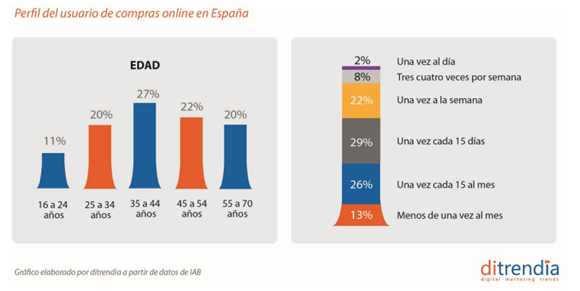 Perfil del usuario de compras online en España
EDAD
11%
20%
27%
22%
20%
16 a 24
años
25 a 34
años
35 a 44
años
45 a 54
años
55 a 70
años
2% Una vez al día
8% Tres cuatro veces por semana
22% Una vez a la semana
29% Una vez cada 15 días
26% Una vez cada 15 al mes
13% Menos de una vez al mes
Gráfico elaborado por ditrendia a partir de datos de IAB
ditrendia
digital marketing trends